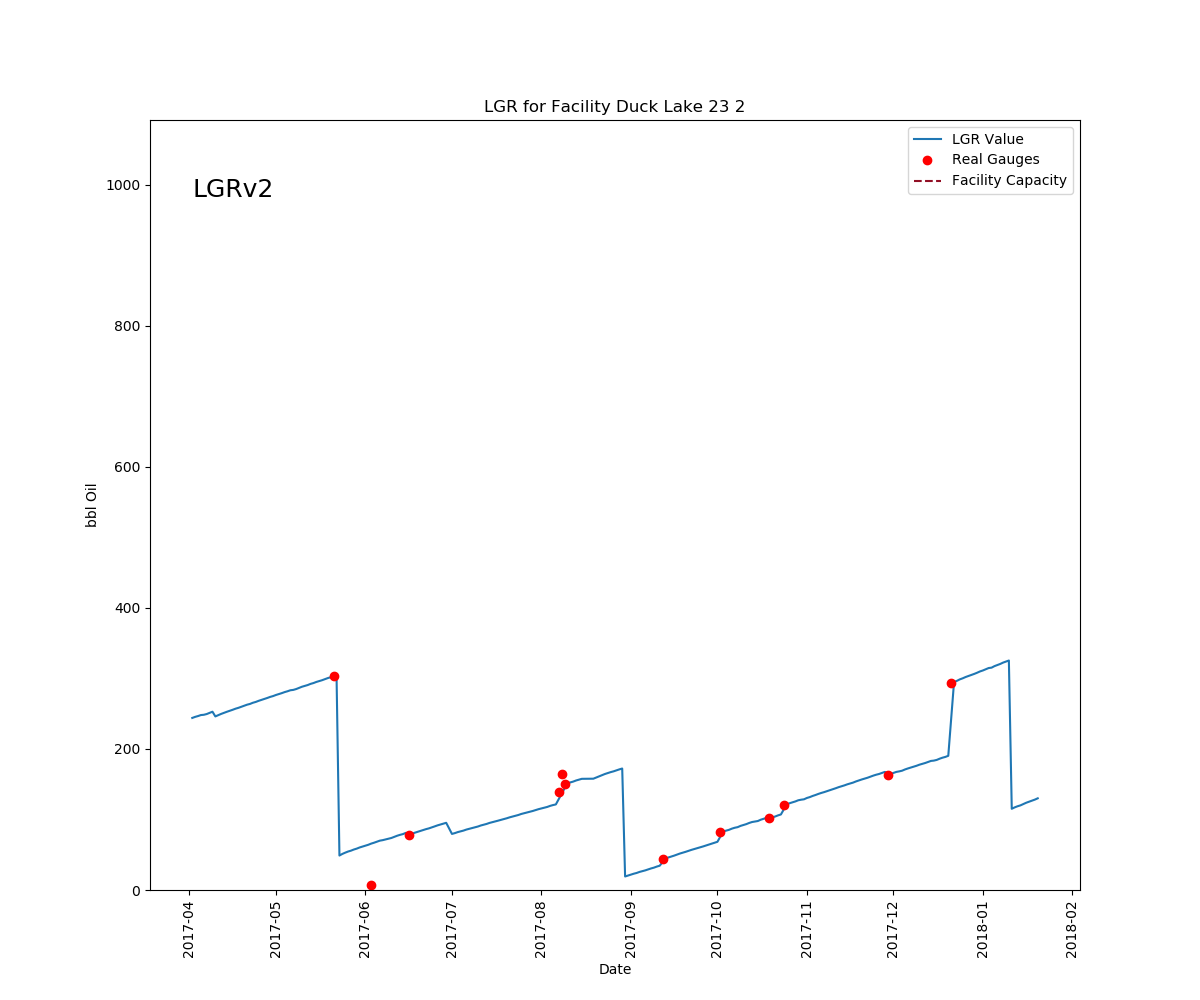 LGR for Facility Duck Lake 23 2
LGRv2
LGR Value
Real Gauges
Facility Capacity
1000
800
600
400
200
0
bbl Oil
2017-04
2017-05
2017-06
2017-07
2017-08
2017-09
2017-10
2017-11
2017-12
2018-01
2018-02
Date